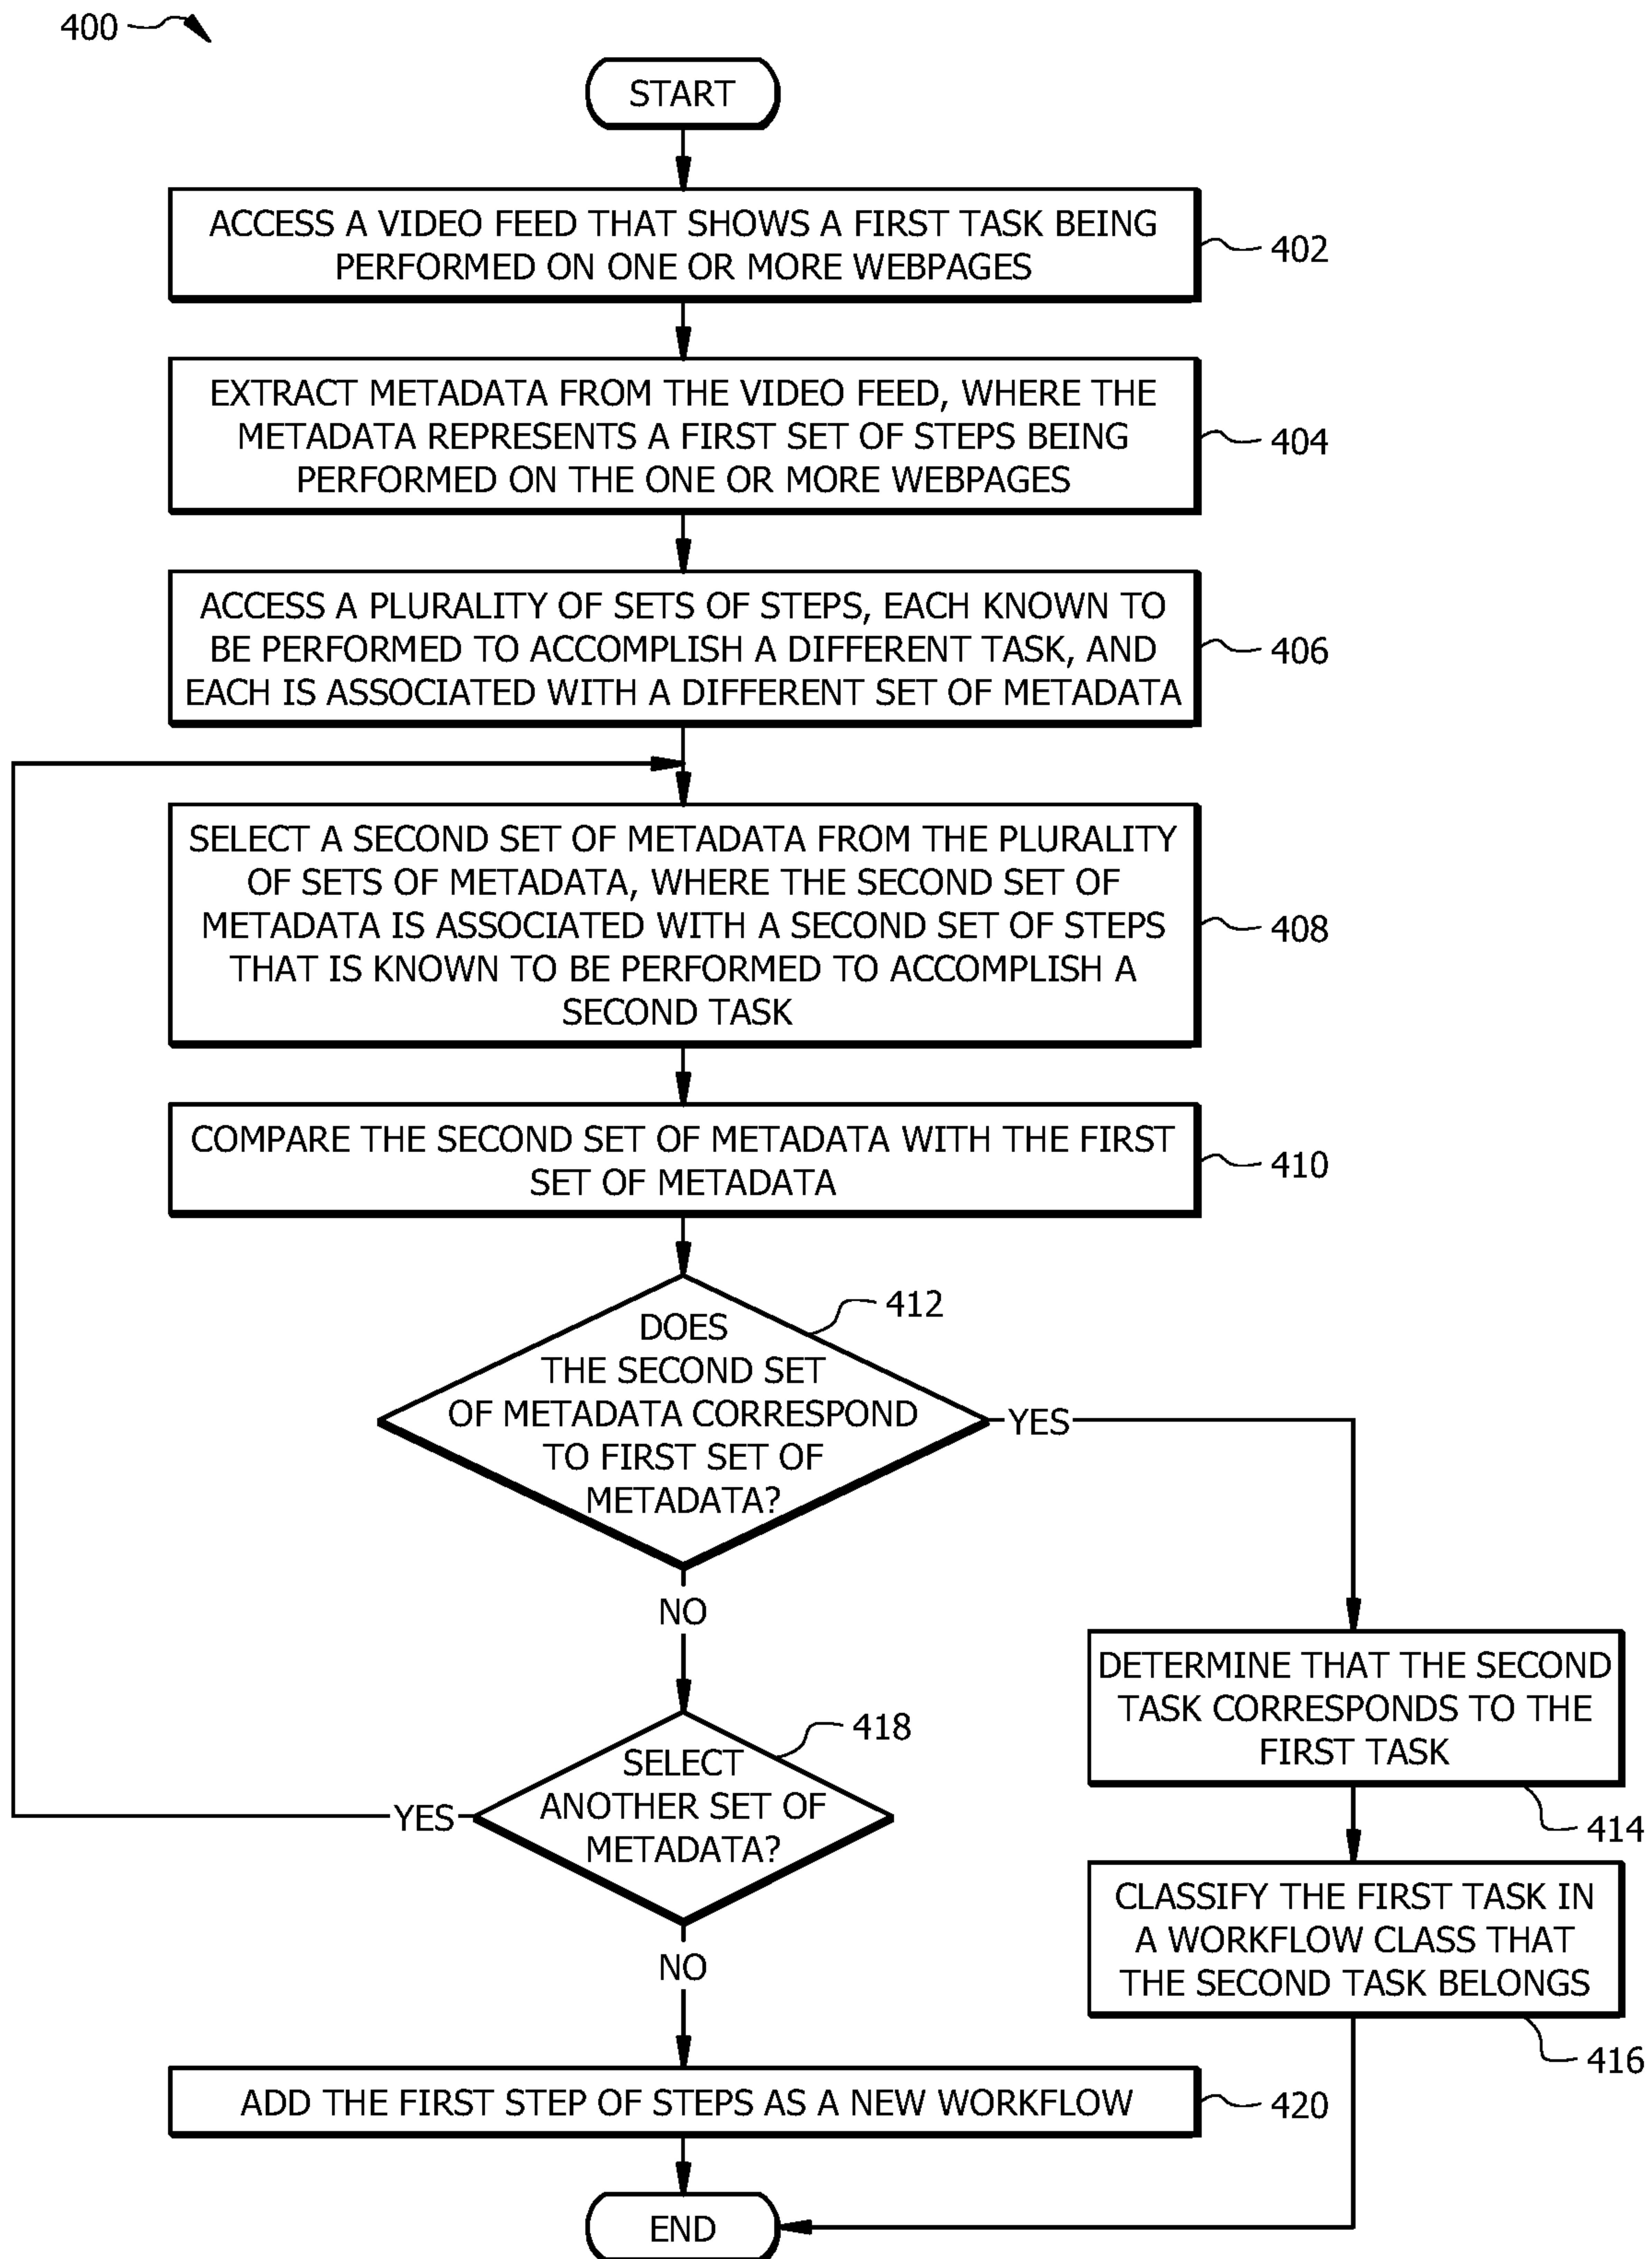 400
START
ACCESS A VIDEO FEED THAT SHOWS A FIRST TASK BEING
PERFORMED ON ONE OR MORE WEBPAGES
402
EXTRACT METADATA FROM THE VIDEO FEED, WHERE THE
METADATA REPRESENTS A FIRST SET OF STEPS BEING
PERFORMED ON THE ONE OR MORE WEBPAGES
404
ACCESS A PLURALITY OF SETS OF STEPS, EACH KNOWN TO
BE PERFORMED TO ACCOMPLISH A DIFFERENT TASK, AND
EACH IS ASSOCIATED WITH A DIFFERENT SET OF METADATA
406
SELECT A SECOND SET OF METADATA FROM THE PLURALITY
OF SETS OF METADATA, WHERE THE SECOND SET OF
METADATA IS ASSOCIATED WITH A SECOND SET OF STEPS
THAT IS KNOWN TO BE PERFORMED TO ACCOMPLISH A
SECOND TASK
408
COMPARE THE SECOND SET OF METADATA WITH THE FIRST
SET OF METADATA
410
DOES
THE SECOND SET
OF METADATA CORRESPOND
TO FIRST SET OF
METADATA?
412
YES
NO
DETERMINE THAT THE SECOND
TASK CORRESPONDS TO THE
FIRST TASK
414
SELECT
ANOTHER SET OF
METADATA?
418
YES
NO
CLASSIFY THE FIRST TASK IN
A WORKFLOW CLASS THAT
THE SECOND TASK BELONGS
416
ADD THE FIRST STEP OF STEPS AS A NEW WORKFLOW
420
END